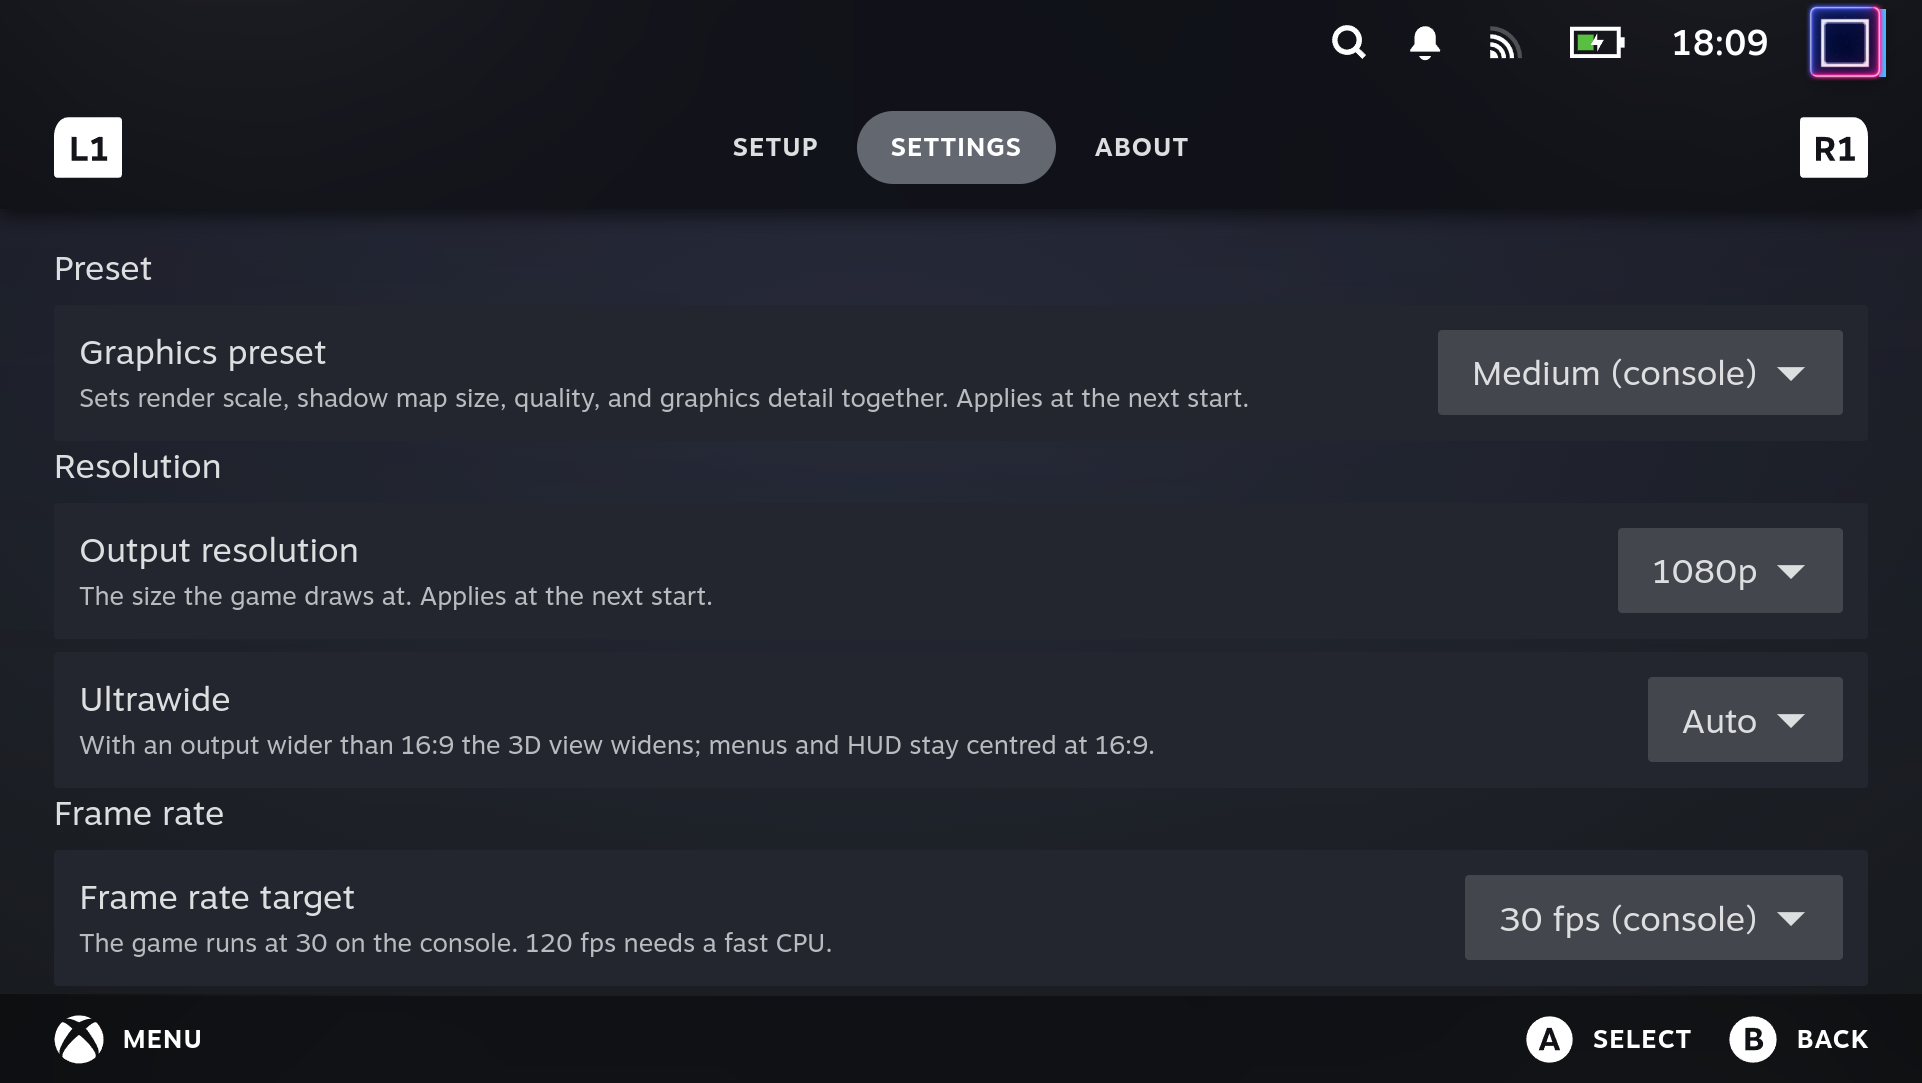 18:09
L1
SETUP
SETTINGS
ABOUT
R1
Preset
Graphics preset
Sets render scale, shadow map size, quality, and graphics detail together. Applies at the next start.
Medium (console)
Resolution
Output resolution
The size the game draws at. Applies at the next start.
1080p
Ultrawide
With an output wider than 16:9 the 3D view widens; menus and HUD stay centred at 16:9.
Auto
Frame rate
Frame rate target
The game runs at 30 on the console. 120 fps needs a fast CPU.
30 fps (console)
MENU
A SELECT
B BACK